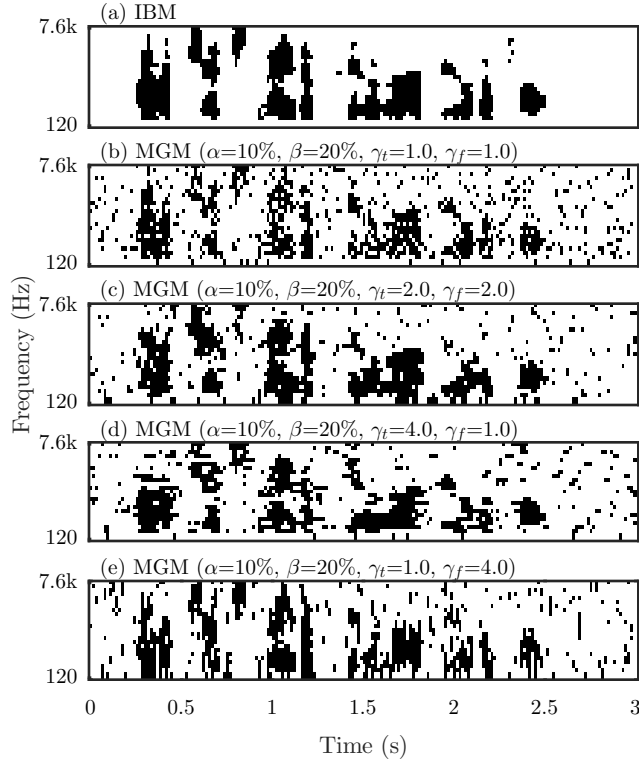 (a) IBM
7.6k
120
(b) MGM (α=10%, β=20%, γt=1.0, γf=1.0)
7.6k
120
(c) MGM (α=10%, β=20%, γt=2.0, γf=2.0)
7.6k
120
(d) MGM (α=10%, β=20%, γt=4.0, γf=1.0)
7.6k
120
(e) MGM (α=10%, β=20%, γt=1.0, γf=4.0)
7.6k
120
Frequency (Hz)
0 0.5 1 1.5 2 2.5 3
Time (s)